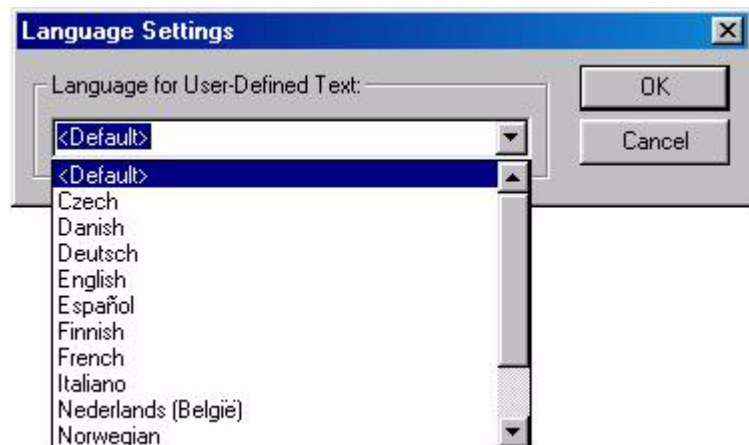 Language Settings
Language for User-Defined Text:
OK
<Default>
Cancel
<Default>
Czech
Danish
Deutsch
English
Español
Finnish
French
Italiano
Nederlands (België)
Norwegian